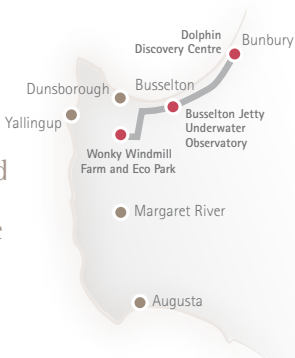 Dolphin
Discovery Centre
Bunbury
Dunsborough
Busselton
Yallingup
Busselton Jetty
Underwater
Observatory
Wonky Windmill
Farm and Eco Park
d
e
Margaret River
Augusta